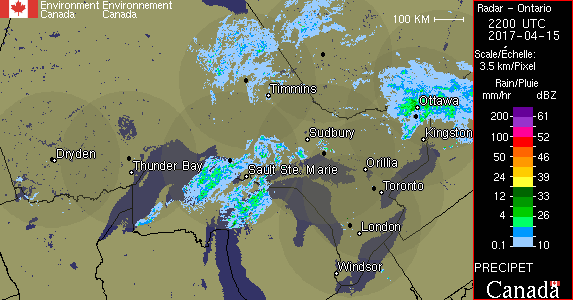 Environment Environnement
Canada Canada
100 KM
Timmins
Ottawa
Sudbury
Kingston
Dryden
Thunder Bay
Sault Ste. Marie
Orillia
Toronto
London
Windsor
Radar - Ontario
2200 UTC
2017-04-15
Scale/Échelle:
3.5 km/Pixel
Rain/Pluie
mm/hr dBZ
200 61
100 52
50 46
24 39
12 33
4 26
0.1 10
PRECIPET
Canada